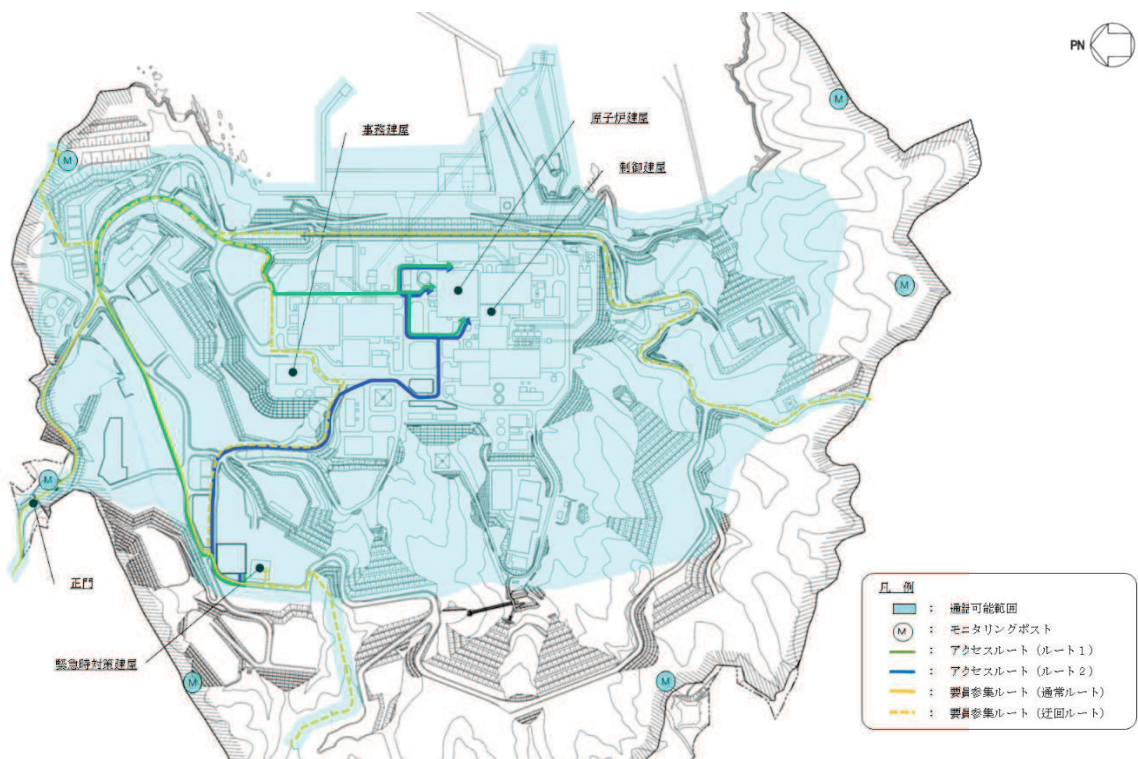 PN
事務建屋
原子炉建屋
制御建屋
M
M
M
M
M
M
正門
緊急時対策建屋
凡 例
： 通話可能範囲
M ： モニタリングポスト
： アクセスルート（ルート１）
： アクセスルート（ルート２）
： 要員参集ルート（通常ルート）
： 要員参集ルート（迂回ルート）